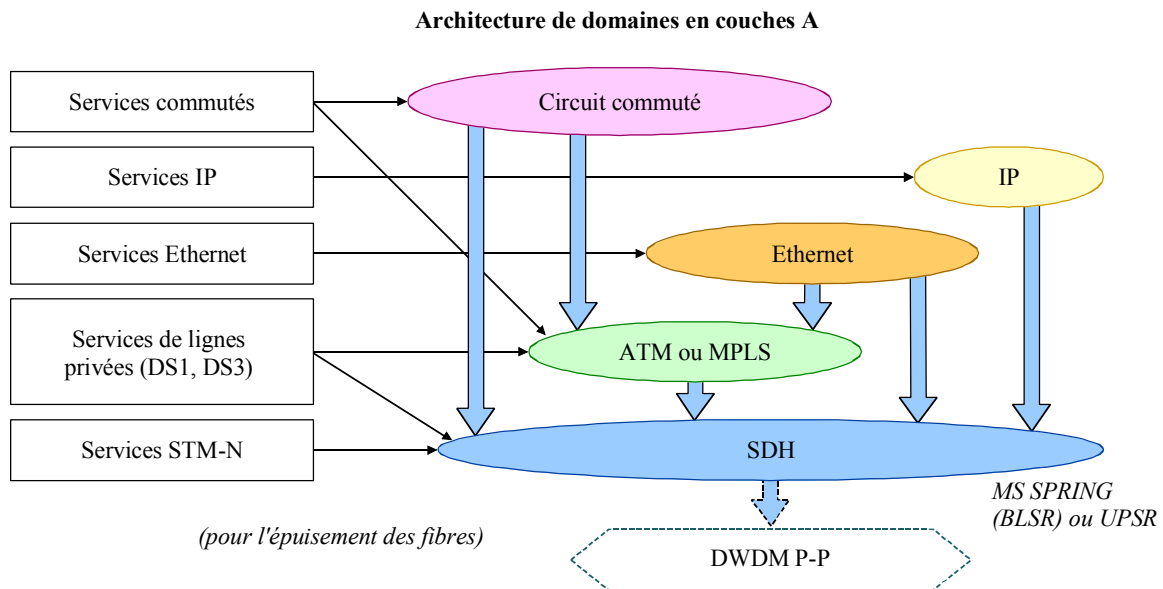 Architecture de domaines en couches A
Services commutés
Circuit commuté
Services IP
IP
Services Ethernet
Ethernet
Services de lignes
privées (DS1, DS3)
ATM ou MPLS
Services STM-N
SDH
MS SPRING
(BLSR) ou UPSR
(pour l'épuisement des fibres)
DWDM P-P